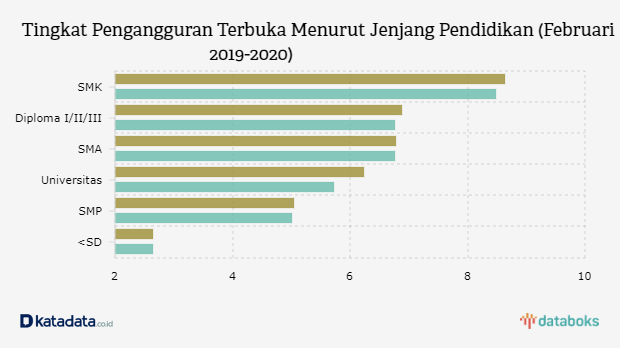 Tingkat Pengangguran Terbuka Menurut Jenjang Pendidikan (Februari
2019-2020)
SMK
Diploma I/II/III
SMA
Universitas
SMP
<SD
2 4 6 8 10
katadata.co.id
databoks